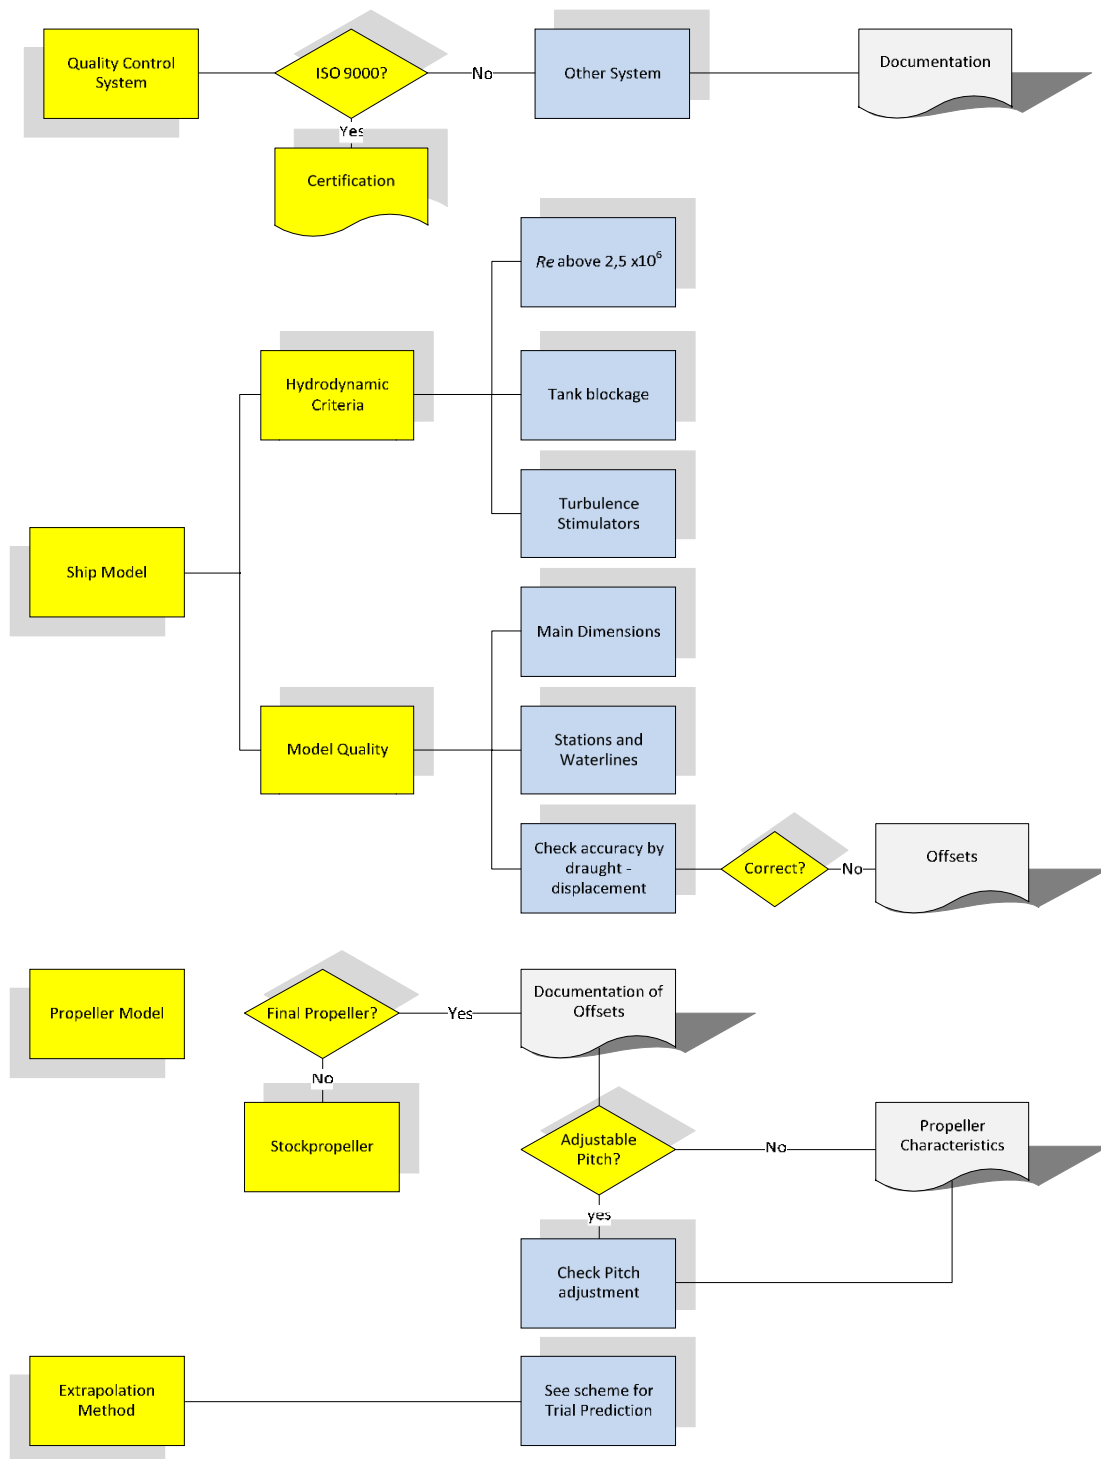 Quality Control
System
ISO 9000?
No
Other System
Documentation
Yes
Certification
Re above 2,5 x10⁶
Hydrodynamic
Criteria
Tank blockage
Turbulence
Stimulators
Ship Model
Main Dimensions
Model Quality
Stations and
Waterlines
Check accuracy by
draught -
displacement
Correct?
No
Offsets
Propeller Model
Final Propeller?
Yes
Documentation of
Offsets
No
Stockpropeller
Adjustable
Pitch?
No
Propeller
Characteristics
yes
Check Pitch
adjustment
Extrapolation
Method
See scheme for
Trial Prediction